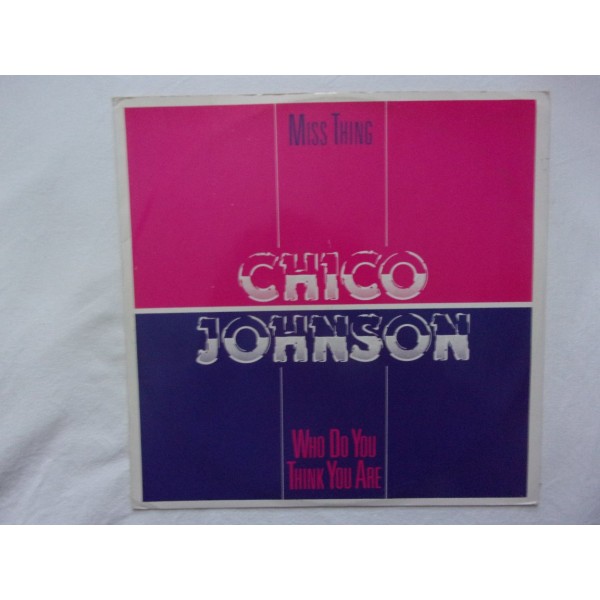 MISS THING
CHICO
JOHNSON
WHO DO YOU
THINK YOU ARE